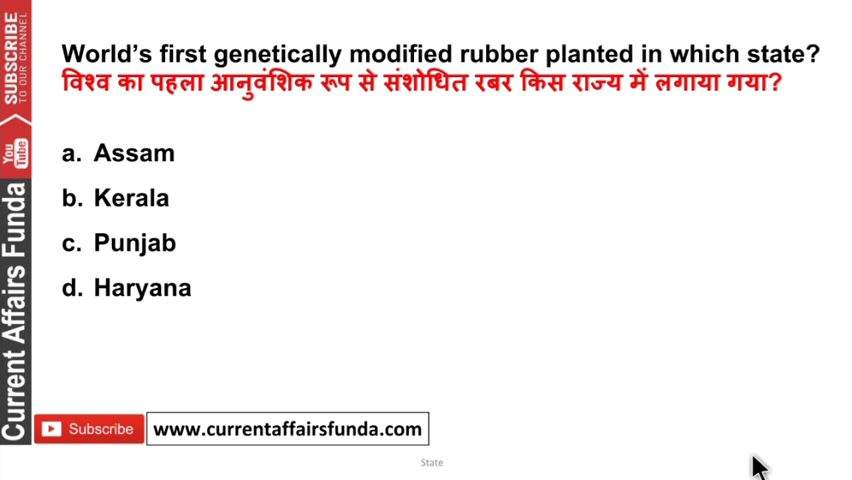 World's first genetically modified rubber planted in which state?
विश्व का पहला आनुवंशिक रूप से संशोधित रबर किस राज्य में लगाया गया?
a. Assam
b. Kerala
c. Punjab
d. Haryana
SUBSCRIBE
TO OUR CHANNEL
You
Tube
Current Affairs Funda
Subscribe
www.currentaffairsfunda.com
State